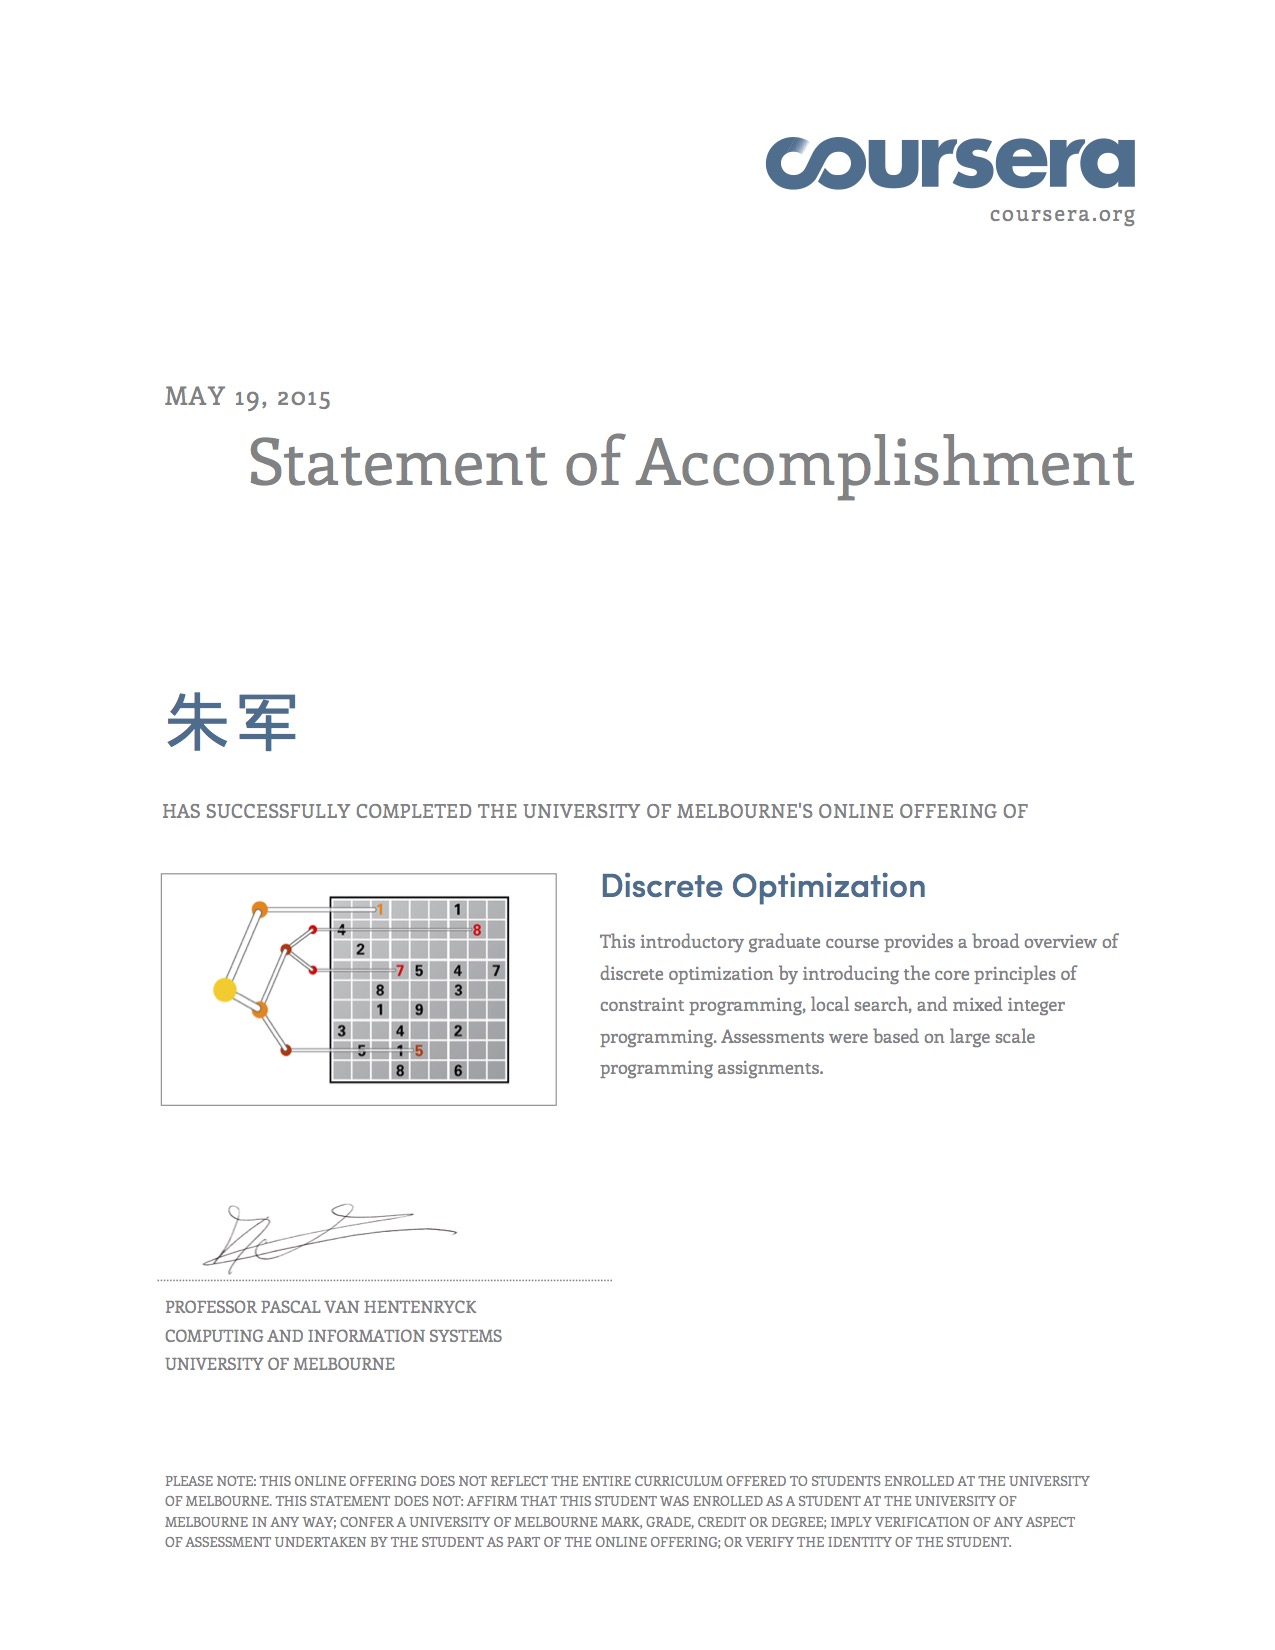 coursera
coursera.org
MAY 19, 2015
Statement of Accomplishment
朱军
HAS SUCCESSFULLY COMPLETED THE UNIVERSITY OF MELBOURNE'S ONLINE OFFERING OF
Discrete Optimization
This introductory graduate course provides a broad overview of
discrete optimization by introducing the core principles of
constraint programming, local search, and mixed integer
programming. Assessments were based on large scale
programming assignments.
1 1
4 8
2
7 5 4 7
8 3
1 9
3 4 2
5 1 5
8 6
PROFESSOR PASCAL VAN HENTENRYCK
COMPUTING AND INFORMATION SYSTEMS
UNIVERSITY OF MELBOURNE
PLEASE NOTE: THIS ONLINE OFFERING DOES NOT REFLECT THE ENTIRE CURRICULUM OFFERED TO STUDENTS ENROLLED AT THE UNIVERSITY
OF MELBOURNE. THIS STATEMENT DOES NOT: AFFIRM THAT THIS STUDENT WAS ENROLLED AS A STUDENT AT THE UNIVERSITY OF
MELBOURNE IN ANY WAY; CONFER A UNIVERSITY OF MELBOURNE MARK, GRADE, CREDIT OR DEGREE; IMPLY VERIFICATION OF ANY ASPECT
OF ASSESSMENT UNDERTAKEN BY THE STUDENT AS PART OF THE ONLINE OFFERING; OR VERIFY THE IDENTITY OF THE STUDENT.